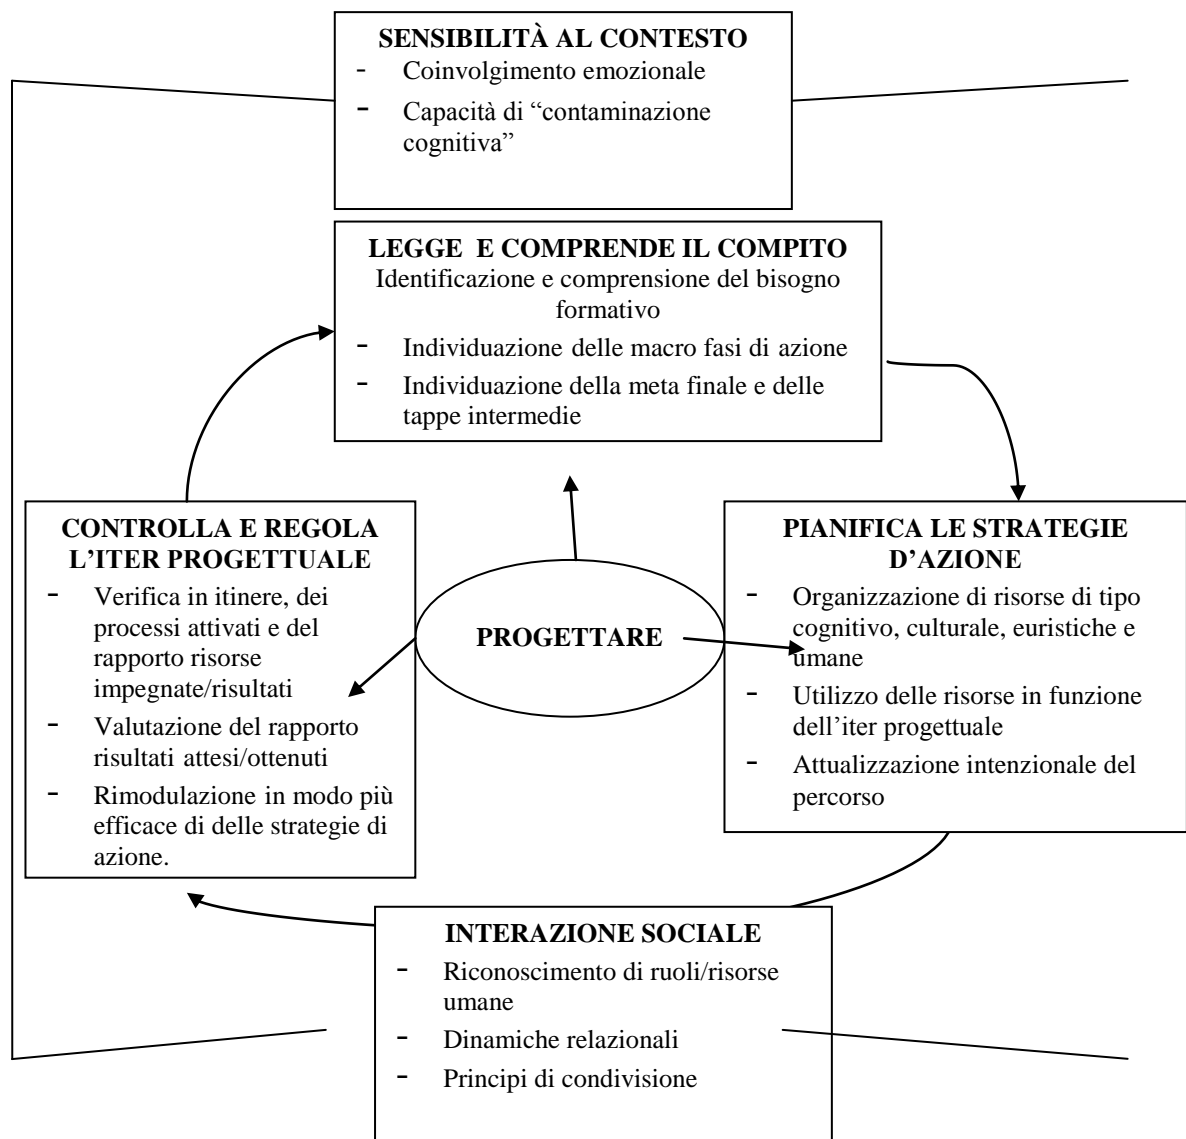 SENSIBILITÀ AL CONTESTO
- Coinvolgimento emozionale
- Capacità di “contaminazione
cognitiva”
LEGGE E COMPRENDE IL COMPITO
Identificazione e comprensione del bisogno
formativo
- Individuazione delle macro fasi di azione
- Individuazione della meta finale e delle
tappe intermedie
CONTROLLA E REGOLA
L’ITER PROGETTUALE
- Verifica in itinere, dei
processi attivati e del
rapporto risorse
impegnate/risultati
- Valutazione del rapporto
risultati attesi/ottenuti
- Rimodulazione in modo più
efficace di delle strategie di
azione.
PROGETTARE
PIANIFICA LE STRATEGIE
D’AZIONE
- Organizzazione di risorse di tipo
cognitivo, culturale, euristiche e
umane
- Utilizzo delle risorse in funzione
dell’iter progettuale
- Attualizzazione intenzionale del
percorso
INTERAZIONE SOCIALE
- Riconoscimento di ruoli/risorse
umane
- Dinamiche relazionali
- Principi di condivisione